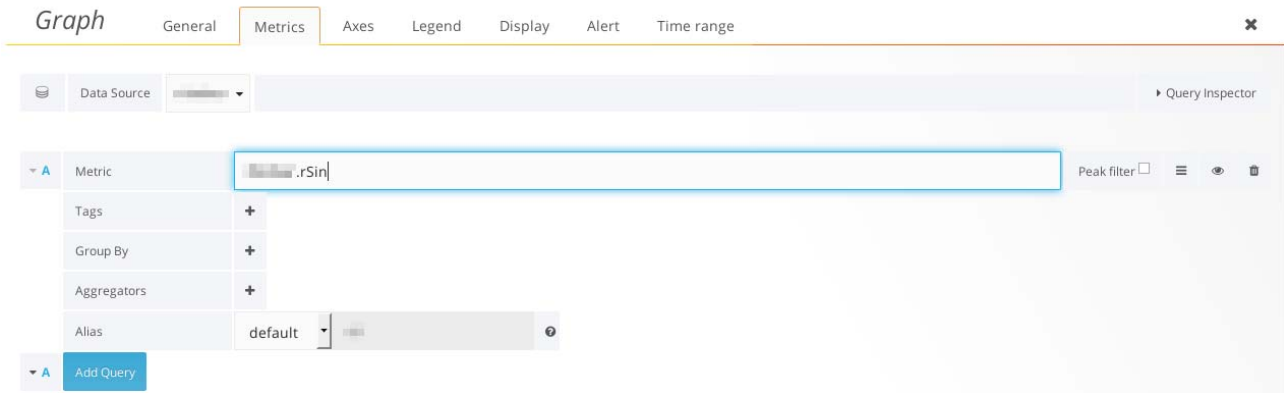 Graph General Metrics Axes Legend Display Alert Time range
Data Source Query Inspector
A Metric .rSin Peak filter
Tags +
Group By +
Aggregators +
Alias default
A Add Query